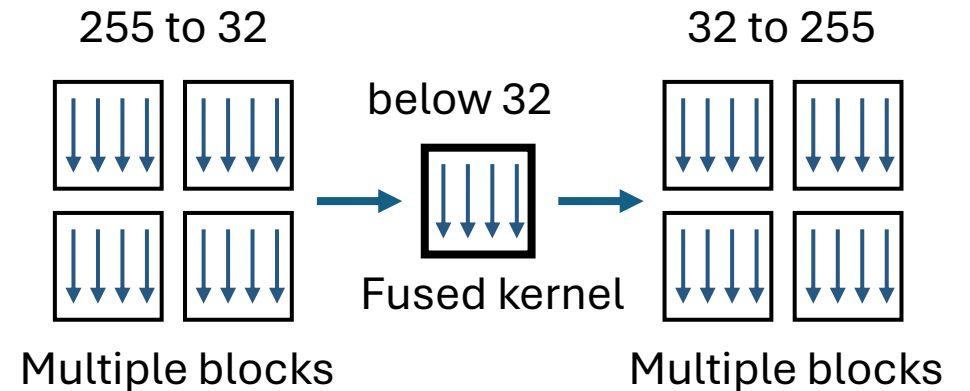 255 to 32
32 to 255
below 32
Fused kernel
Multiple blocks
Multiple blocks